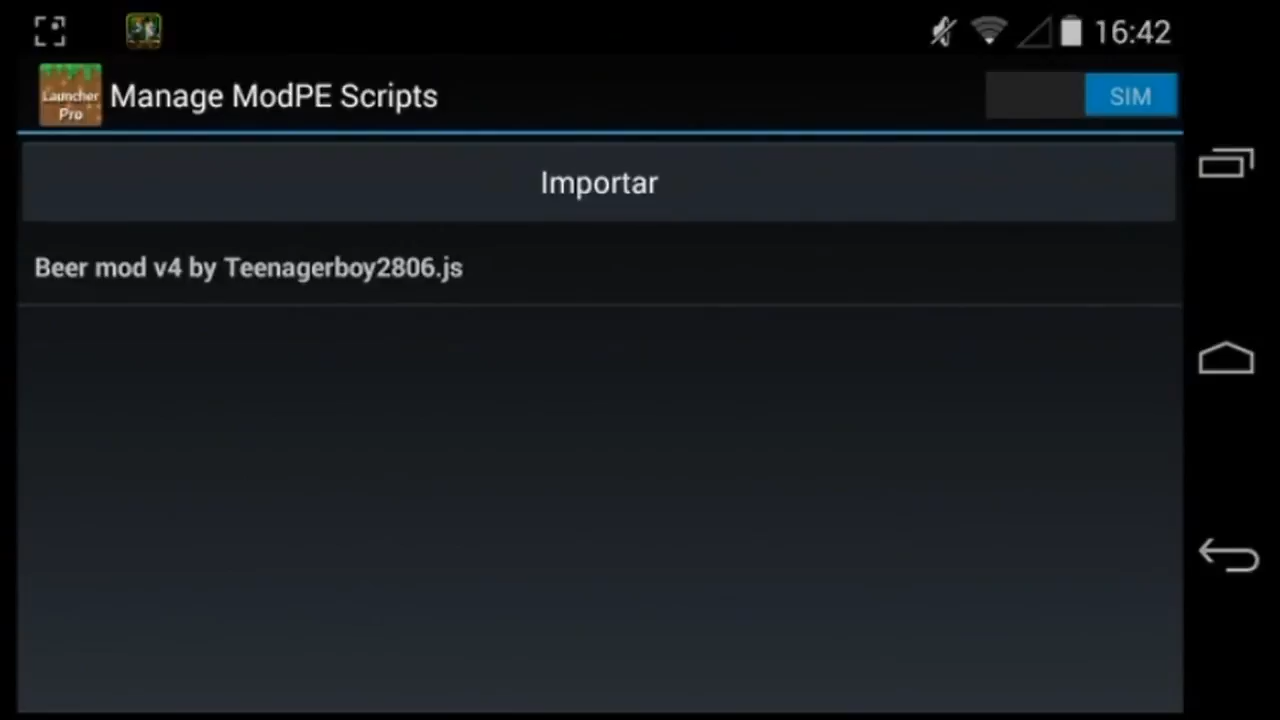 16:42
Launcher
Pro
Manage ModPE Scripts
SIM
Importar
Beer mod v4 by Teenagerboy2806.js